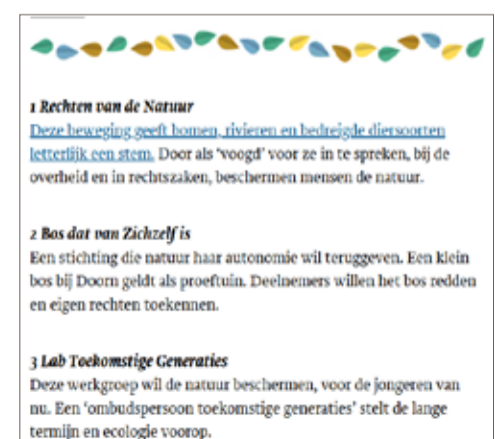 1 Rechten van de Natuur
Deze beweging geeft bomen, rivieren en bedreigde diersoorten
letterlijk een stem. Door als ‘voogd’ voor ze in te spreken, bij de
overheid en in rechtszaken, beschermen mensen de natuur.
2 Bos dat van Zichzelf is
Een stichting die natuur haar autonomie wil teruggeven. Een klein
bos bij Doorn geldt als proeftuin. Deelnemers willen het bos redden
en eigen rechten toekennen.
3 Lab Toekomstige Generaties
Deze werkgroep wil de natuur beschermen, voor de jongeren van
nu. Een ‘ombudspersoon toekomstige generaties’ stelt de lange
termijn en ecologie voorop.